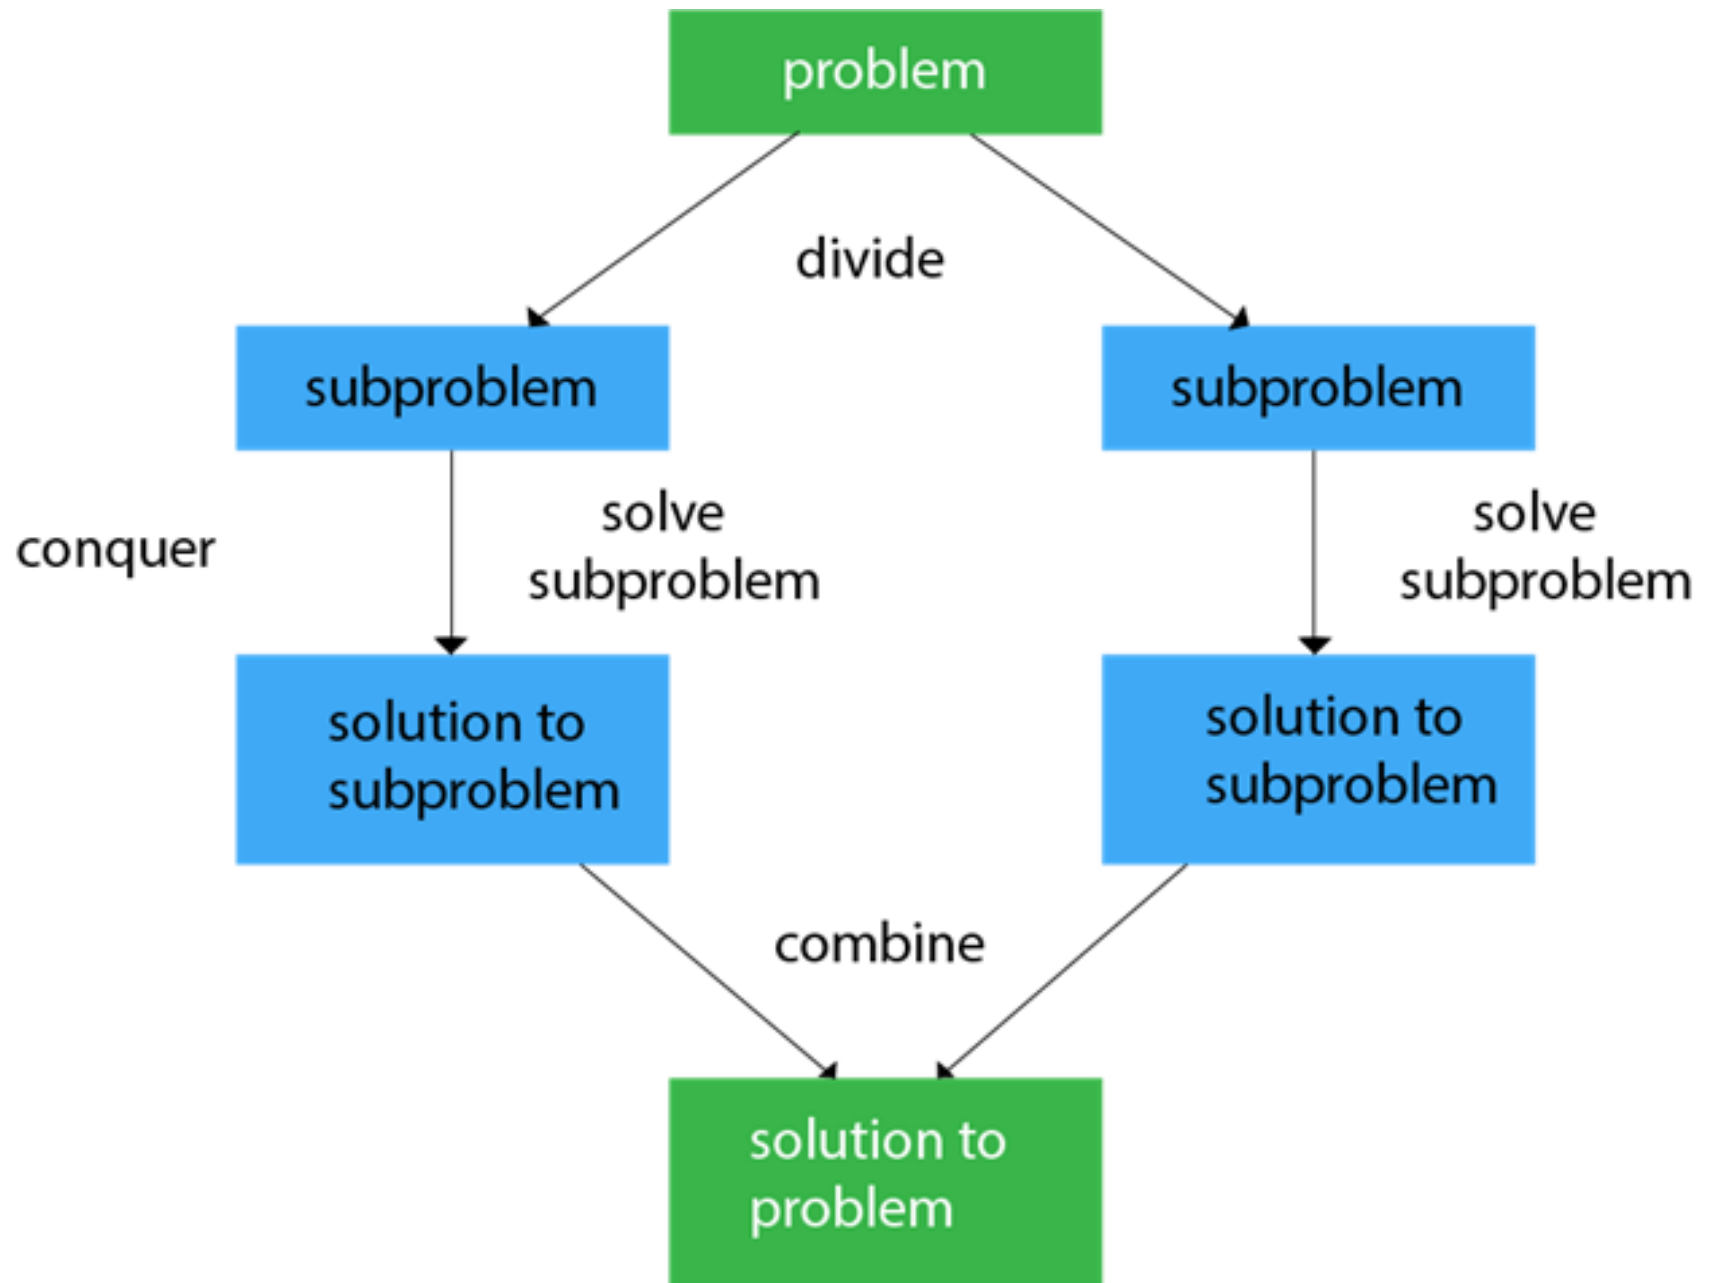 problem
divide
subproblem
subproblem
conquer
solve
subproblem
solve
subproblem
solution to
subproblem
solution to
subproblem
combine
solution to
problem